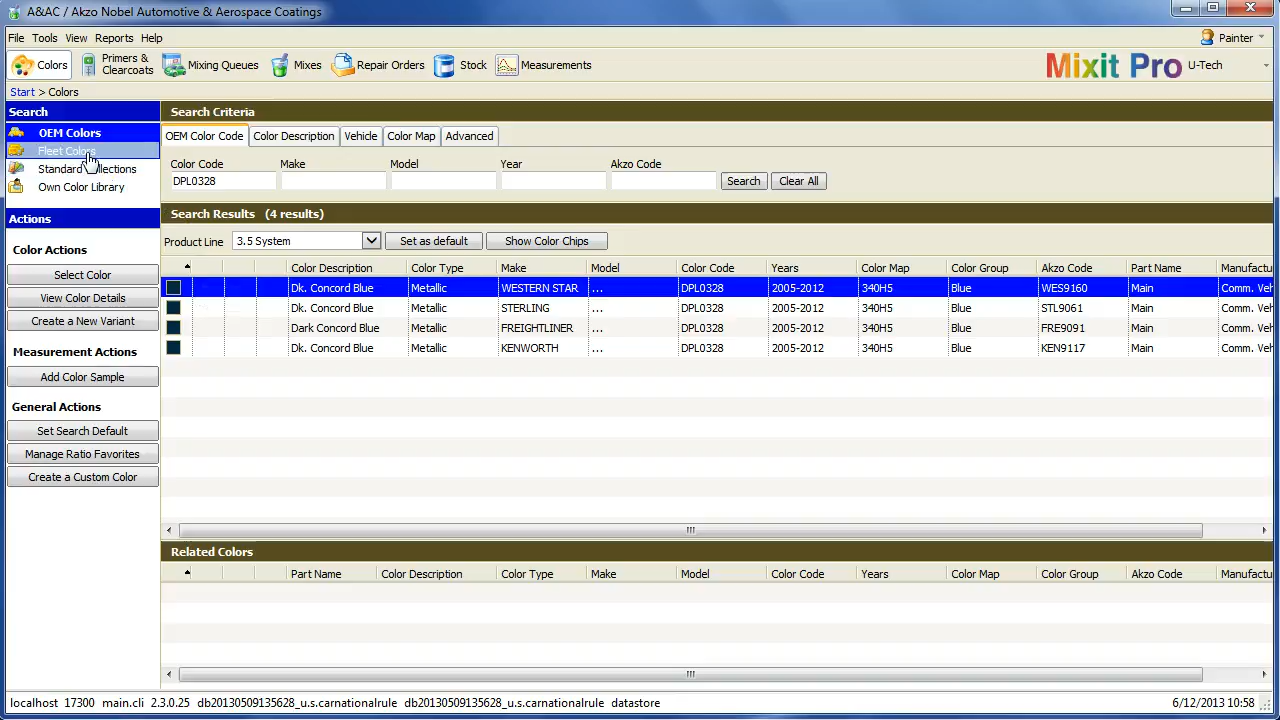 A&AC / Akzo Nobel Automotive & Aerospace Coatings
File Tools View Reports Help
Painter
Colors
Primers & Clearcoats
Mixing Queues
Mixes
Repair Orders
Stock
Measurements
Mixit Pro U-Tech
Start > Colors
Search
OEM Colors
Fleet Colors
Standard Collections
Own Color Library
Actions
Color Actions
Select Color
View Color Details
Create a New Variant
Measurement Actions
Add Color Sample
General Actions
Set Search Default
Manage Ratio Favorites
Create a Custom Color
Search Criteria
OEM Color Code Color Description Vehicle Color Map Advanced
Color Code Make Model Year Akzo Code
DPL0328 Search Clear All
Search Results (4 results)
Product Line 3.5 System Set as default Show Color Chips
Color Description Color Type Make Model Color Code Years Color Map Color Group Akzo Code Part Name Manufactu
Dk. Concord Blue Metallic WESTERN STAR ... DPL0328 2005-2012 340H5 Blue WES9160 Main Comm. Veh
Dk. Concord Blue Metallic STERLING ... DPL0328 2005-2012 340H5 Blue STL9061 Main Comm. Veh
Dark Concord Blue Metallic FREIGHTLINER ... DPL0328 2005-2012 340H5 Blue FRE9091 Main Comm. Veh
Dk. Concord Blue Metallic KENWORTH ... DPL0328 2005-2012 340H5 Blue KEN9117 Main Comm. Veh
Related Colors
Part Name Color Description Color Type Make Model Color Code Years Color Map Color Group Akzo Code Manufactu
localhost 17300 main.cli 2.3.0.25 db20130509135628_u.s.carnationalrule db20130509135628_u.s.carnationalrule datastore 6/12/2013 10:58